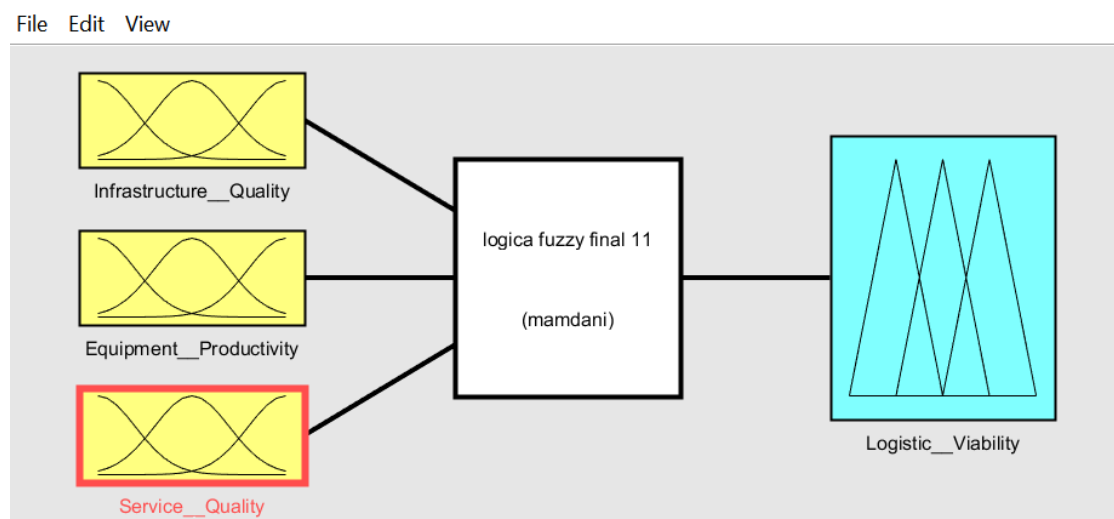 File Edit View
Infrastructure__Quality
Equipment__Productivity
Service__Quality
logica fuzzy final 11
(mamdani)
Logistic__Viability